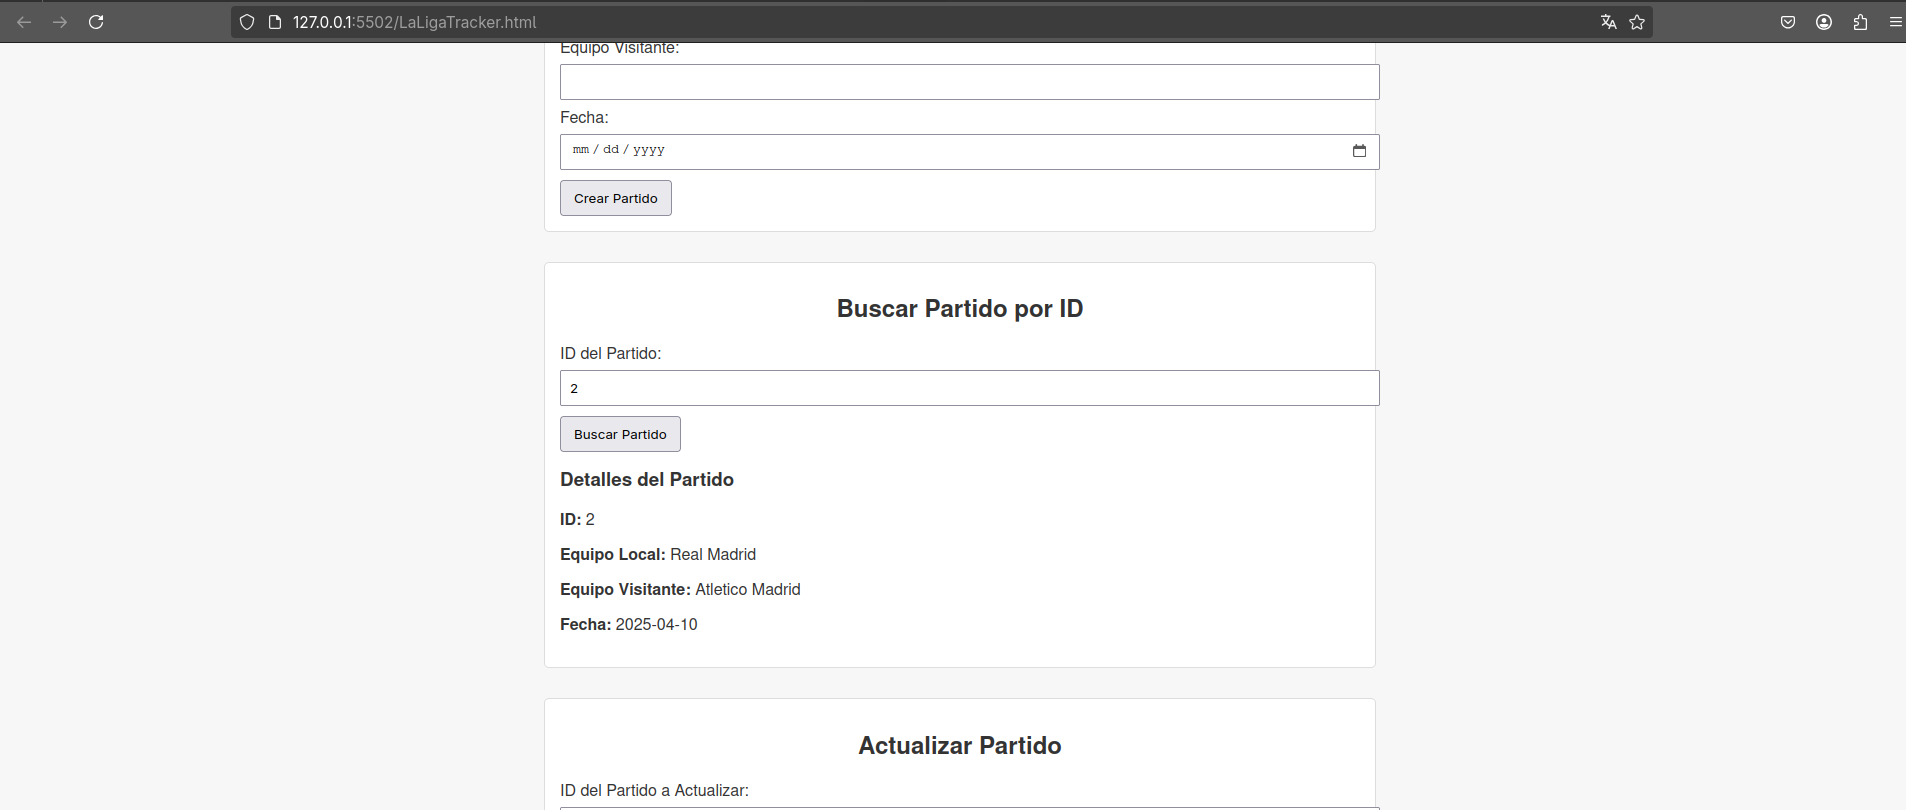 127.0.0.1:5502/LaLigaTracker.html
Equipo Visitante:
Fecha:
mm / dd / yyyy
Crear Partido
Buscar Partido por ID
ID del Partido:
2
Buscar Partido
Detalles del Partido
ID: 2
Equipo Local: Real Madrid
Equipo Visitante: Atletico Madrid
Fecha: 2025-04-10
Actualizar Partido
ID del Partido a Actualizar: